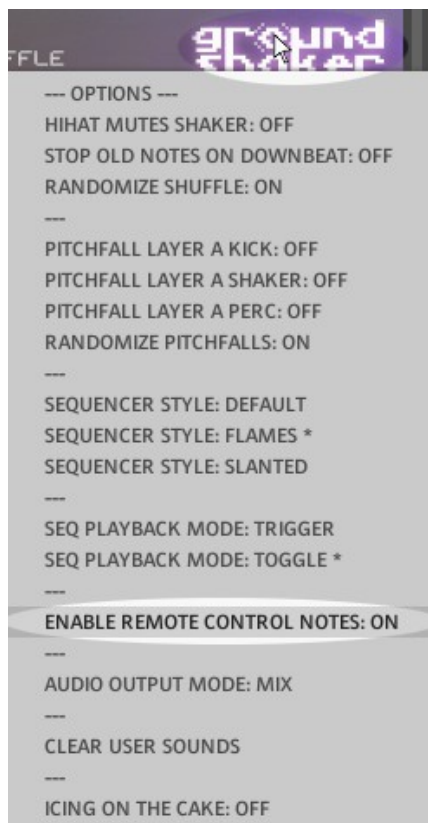 FFLE
ground
shaker
--- OPTIONS ---
HIHAT MUTES SHAKER: OFF
STOP OLD NOTES ON DOWNBEAT: OFF
RANDOMIZE SHUFFLE: ON
---
PITCHFALL LAYER A KICK: OFF
PITCHFALL LAYER A SHAKER: OFF
PITCHFALL LAYER A PERC: OFF
RANDOMIZE PITCHFALLS: ON
---
SEQUENCER STYLE: DEFAULT
SEQUENCER STYLE: FLAMES *
SEQUENCER STYLE: SLANTED
---
SEQ PLAYBACK MODE: TRIGGER
SEQ PLAYBACK MODE: TOGGLE *
---
ENABLE REMOTE CONTROL NOTES: ON
---
AUDIO OUTPUT MODE: MIX
---
CLEAR USER SOUNDS
---
ICING ON THE CAKE: OFF